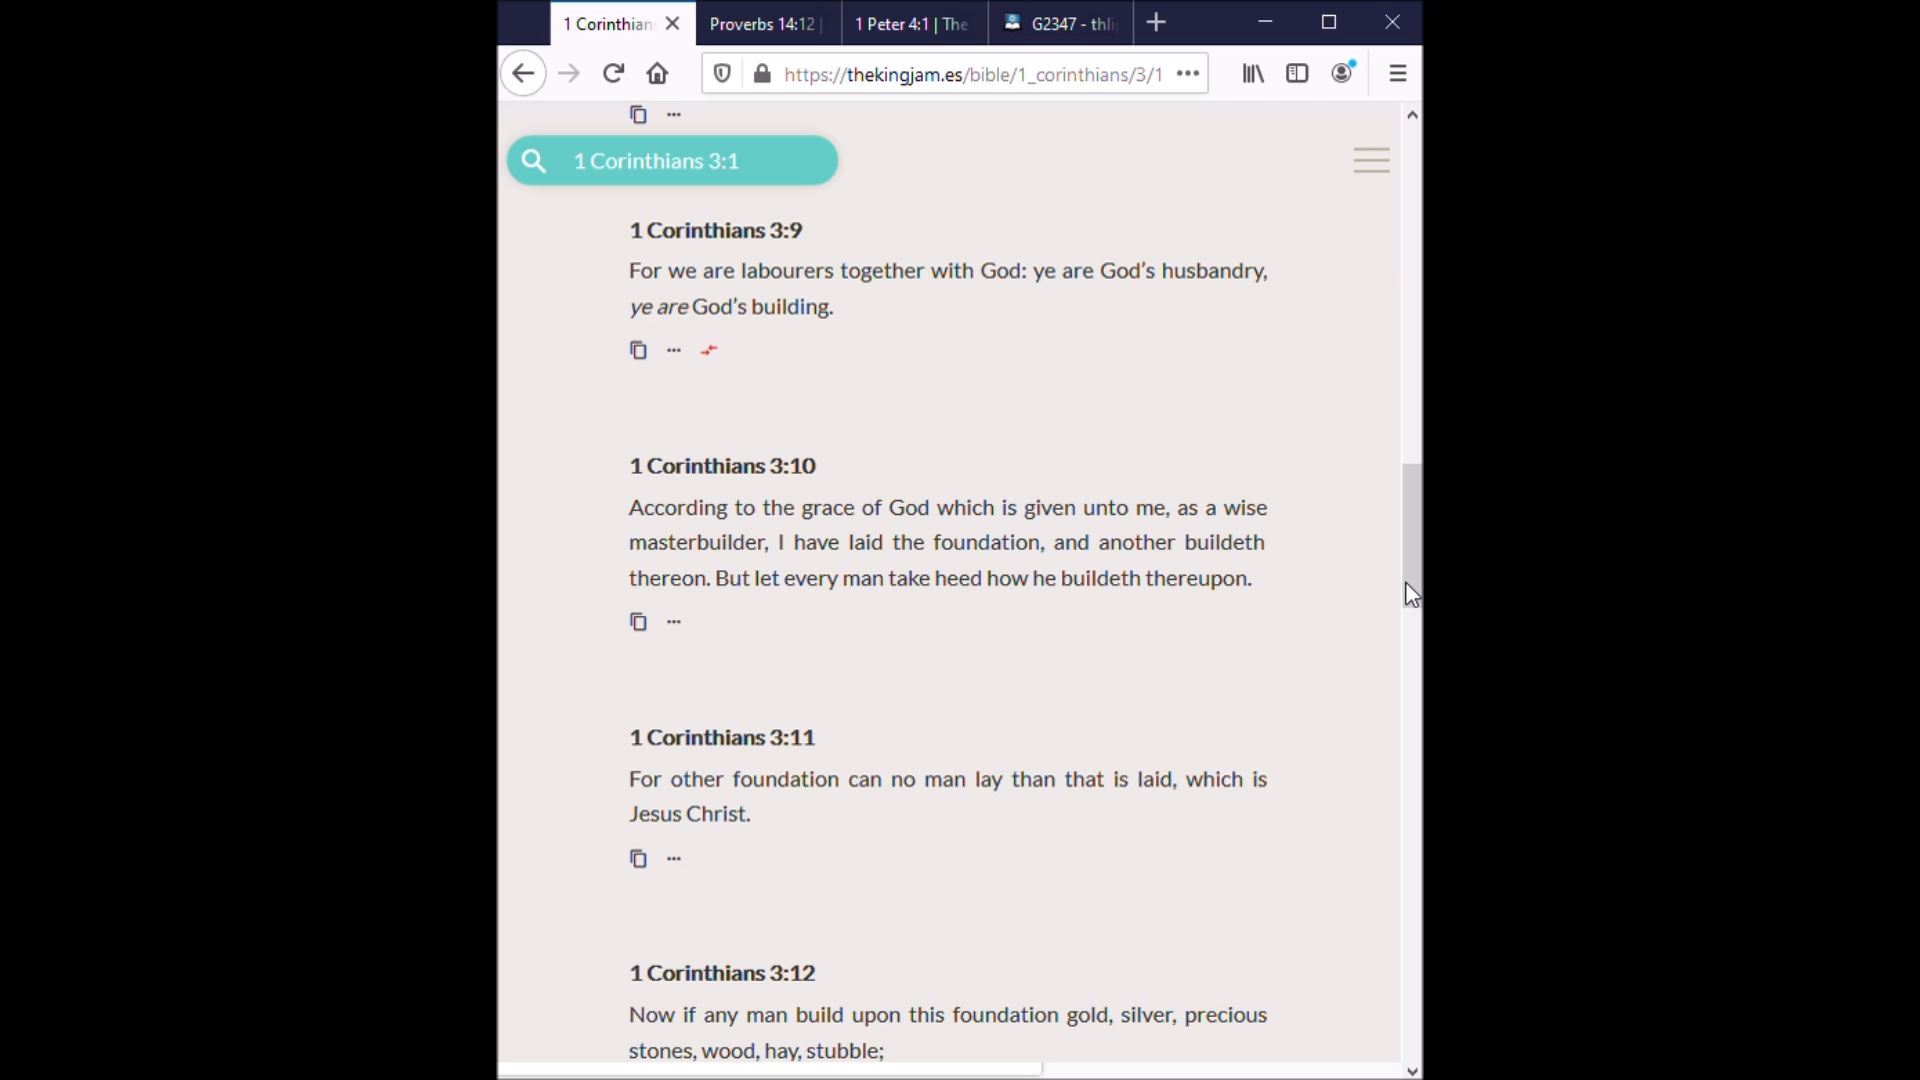 1 Corinthian
Proverbs 14:12
1 Peter 4:1 | The
G2347 - thli
https://thekingjam.es/bible/1_corinthians/3/1
1 Corinthians 3:1
1 Corinthians 3:9
For we are labourers together with God: ye are God’s husbandry,
ye are God’s building.
1 Corinthians 3:10
According to the grace of God which is given unto me, as a wise
masterbuilder, I have laid the foundation, and another buildeth
thereon. But let every man take heed how he buildeth thereupon.
1 Corinthians 3:11
For other foundation can no man lay than that is laid, which is
Jesus Christ.
1 Corinthians 3:12
Now if any man build upon this foundation gold, silver, precious
stones, wood, hay, stubble;